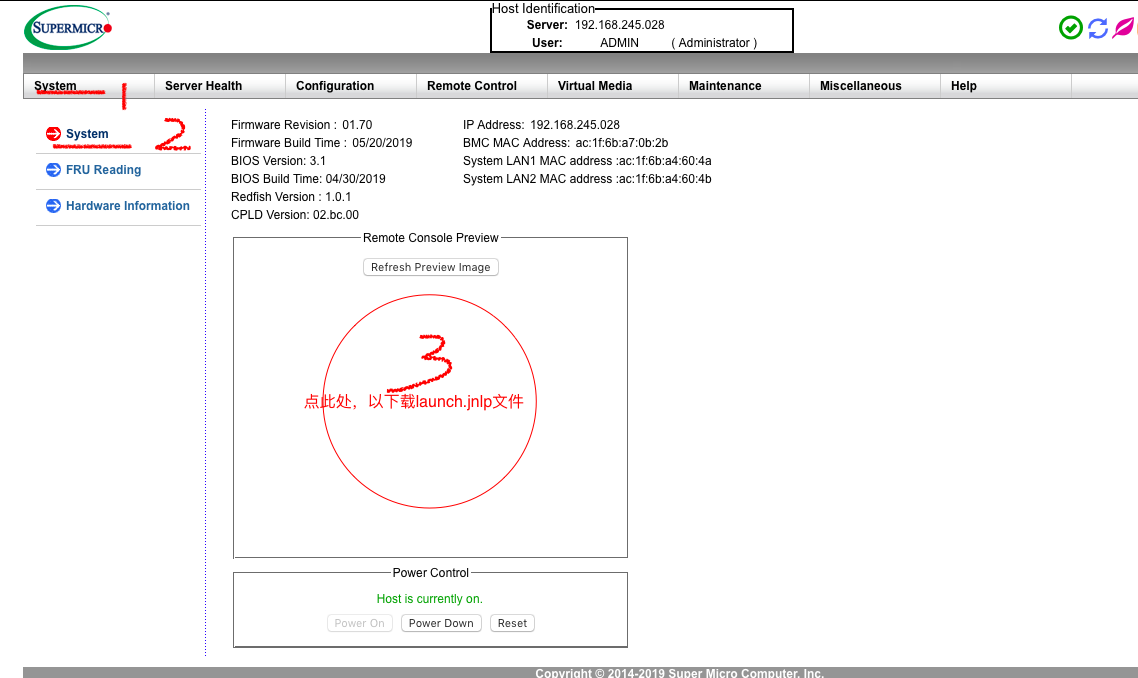 Host Identification
SUPERMICRO
Server: 192.168.245.028
User: ADMIN ( Administrator )
System Server Health Configuration Remote Control Virtual Media Maintenance Miscellaneous Help
1
System
2
FRU Reading
Hardware Information
Firmware Revision : 01.70
Firmware Build Time : 05/20/2019
BIOS Version: 3.1
BIOS Build Time: 04/30/2019
Redfish Version : 1.0.1
CPLD Version: 02.bc.00
IP Address: 192.168.245.028
BMC MAC Address: ac:1f:6b:a7:0b:2b
System LAN1 MAC address :ac:1f:6b:a4:60:4a
System LAN2 MAC address :ac:1f:6b:a4:60:4b
Remote Console Preview
Refresh Preview Image
3
点此处，以下载launch.jnlp文件
Power Control
Host is currently on.
Power On Power Down Reset
Copyright © 2014-2019 Super Micro Computer, Inc.